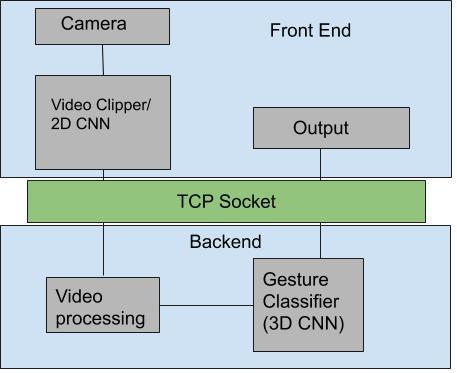 Camera
Front End
Video Clipper/
2D CNN
Output
TCP Socket
Backend
Video
processing
Gesture
Classifier
(3D CNN)